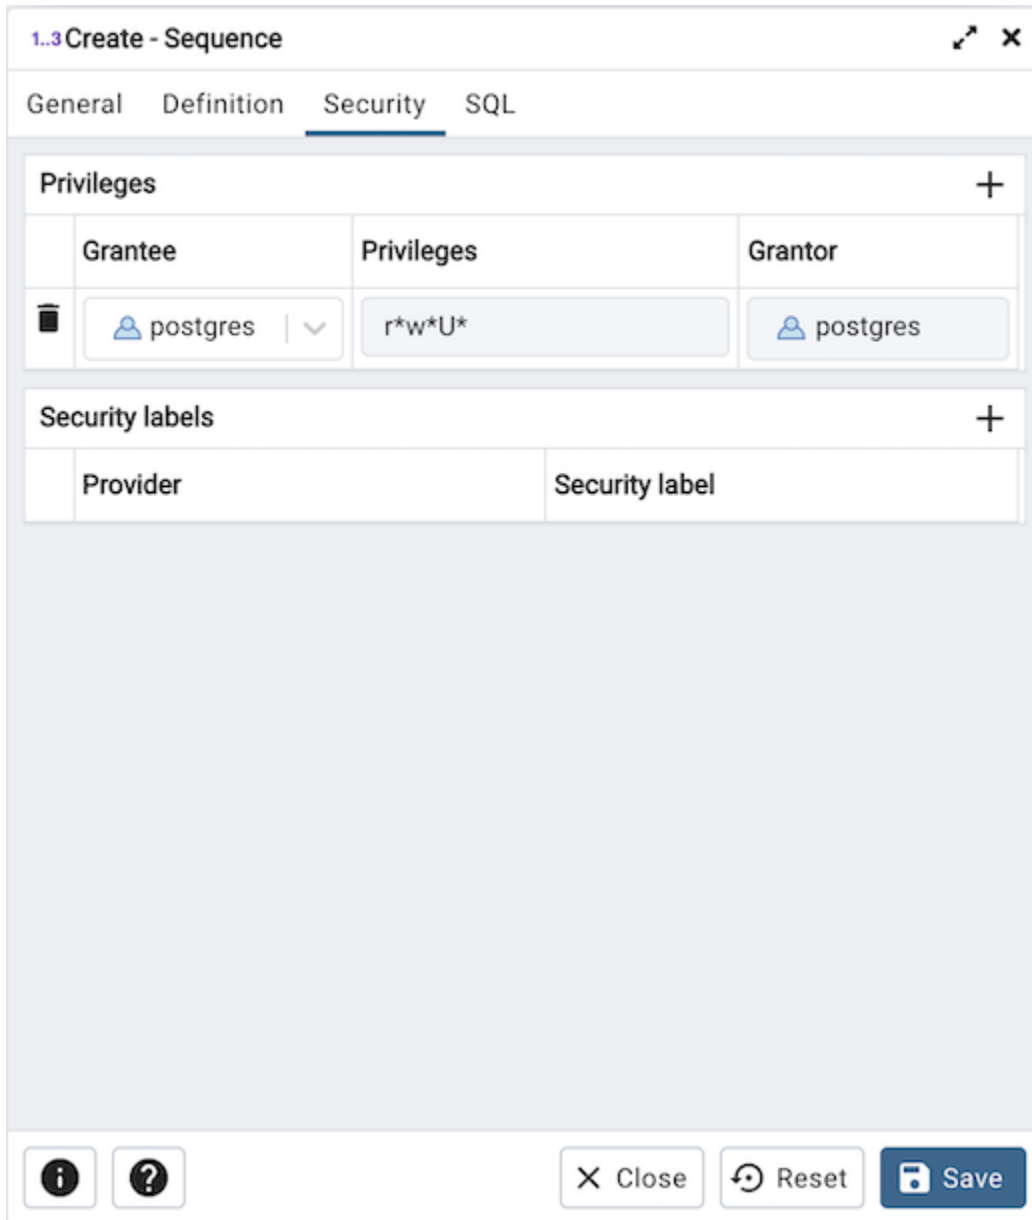 1..3 Create - Sequence
General Definition Security SQL
Privileges
Grantee Privileges Grantor
postgres r*w*U* postgres
Security labels
Provider Security label
Close Reset Save